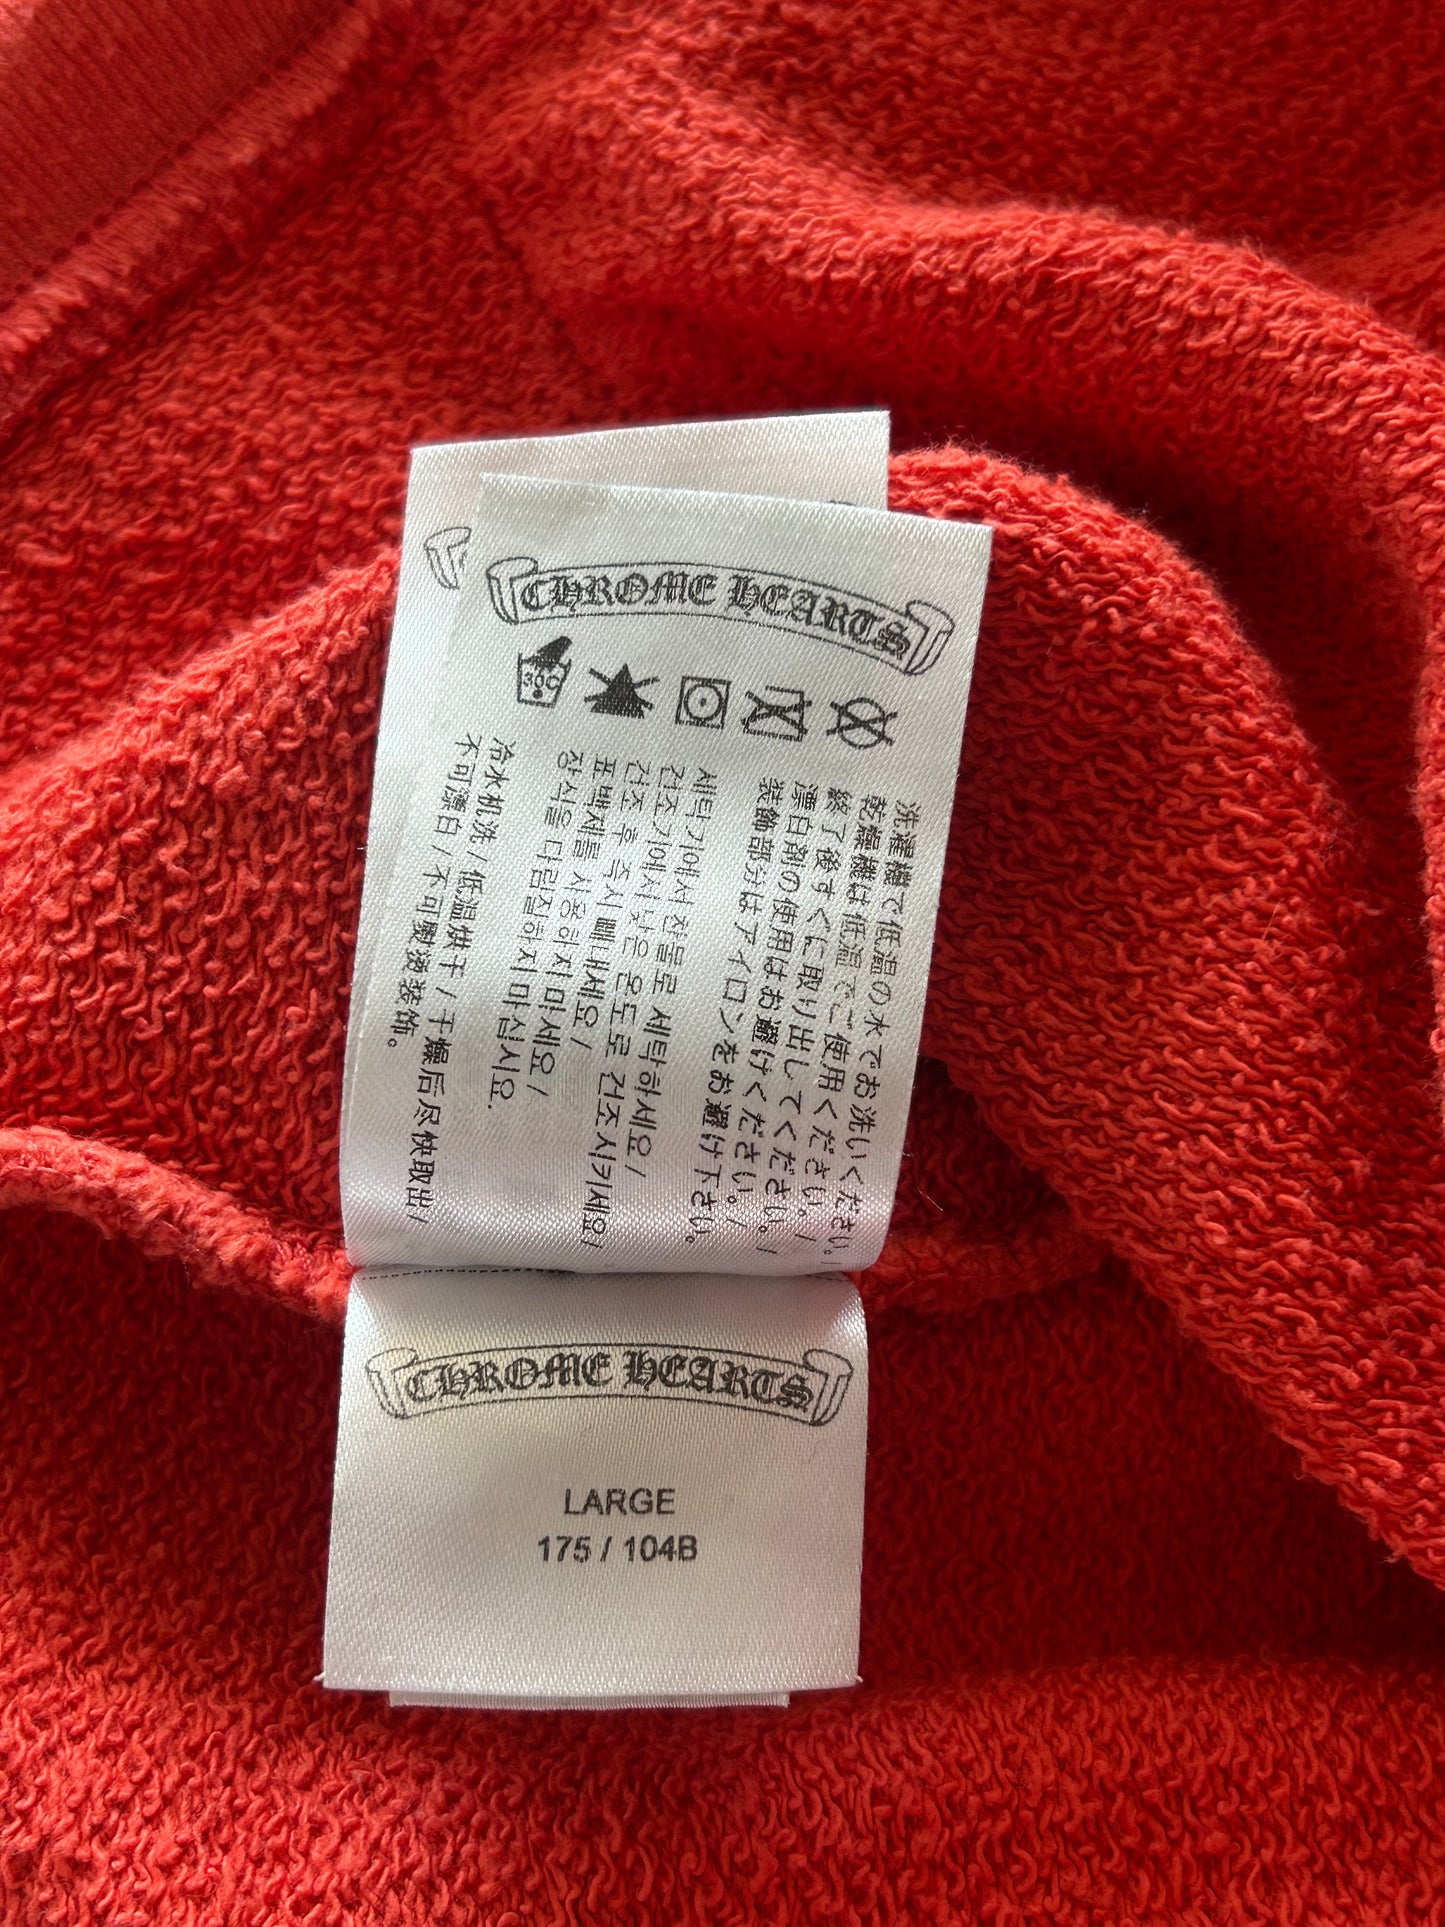 CHROME HEARTS
30C
洗濯機で低温の水でお洗いください。/
乾燥機は低温でご使用ください。/
終了後すぐに取り出してください。/
漂白剤の使用はお避けください。/
装飾部分はアイロンをお避け下さい。
세탁기에서 찬물로 세탁하세요/
건조기에서 낮은 온도로 건조시키세요/
건조 후 즉시 빼내세요/
표백제를 사용하지 마세요/
장식을 다림질하지 마십시오.
冷水机洗/低温烘干/干燥后尽快取出/
不可漂白/不可熨烫装饰。
CHROME HEARTS
LARGE
175 / 104B